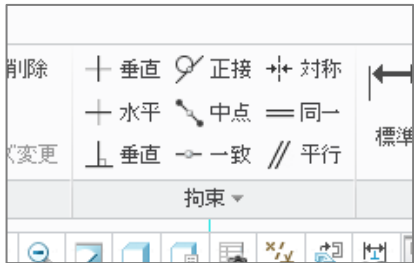 削除 垂直 正接 対称
水平 中点 同一 標準
変更 垂直 一致 平行
拘束